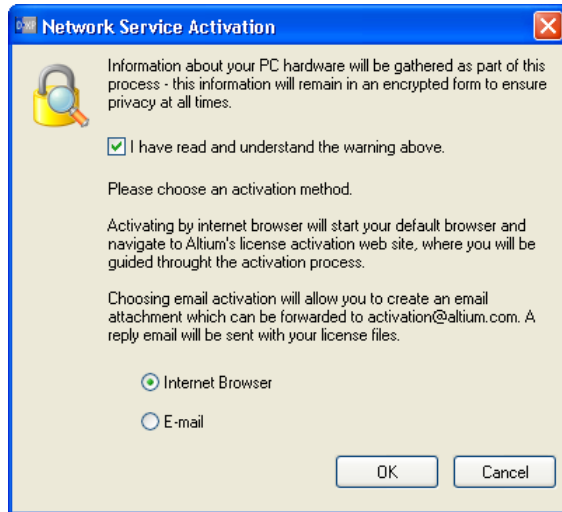 DXP Network Service Activation
Information about your PC hardware will be gathered as part of this
process - this information will remain in an encrypted form to ensure
privacy at all times.
I have read and understand the warning above.
Please choose an activation method.
Activating by internet browser will start your default browser and
navigate to Altium's license activation web site, where you will be
guided throught the activation process.
Choosing email activation will allow you to create an email
attachment which can be forwarded to activation@altium.com. A
reply email will be sent with your license files.
Internet Browser
E-mail
OK
Cancel